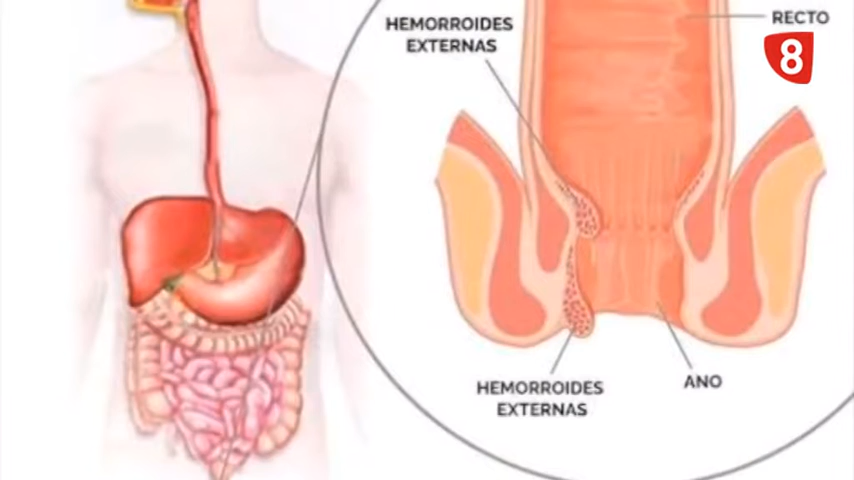 HEMORROIDES
EXTERNAS
RECTO
8
HEMORROIDES
EXTERNAS
ANO